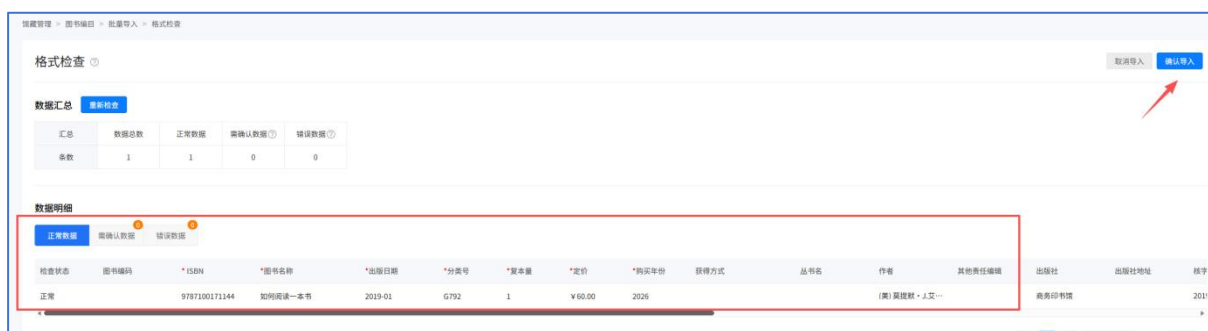 馆藏管理 > 图书编目 > 批量导入 > 格式检查
格式检查 ?
取消导入 确认导入
数据汇总 重新检查
汇总 数据总数 正常数据 需确认数据 ? 错误数据 ?
条数 1 1 0 0
数据明细
正常数据 需确认数据 0 错误数据 0
检查状态 图书编码 * ISBN *图书名称 *出版日期 *分类号 *复本量 *定价 *购买年份 获得方式 丛书名 作者 其他责任编辑 出版社 出版社地址 核字
正常 9787100171144 如何阅读一本书 2019-01 G792 1 ¥ 60.00 2026 (美) 莫提默·J.艾… 商务印书馆 2019